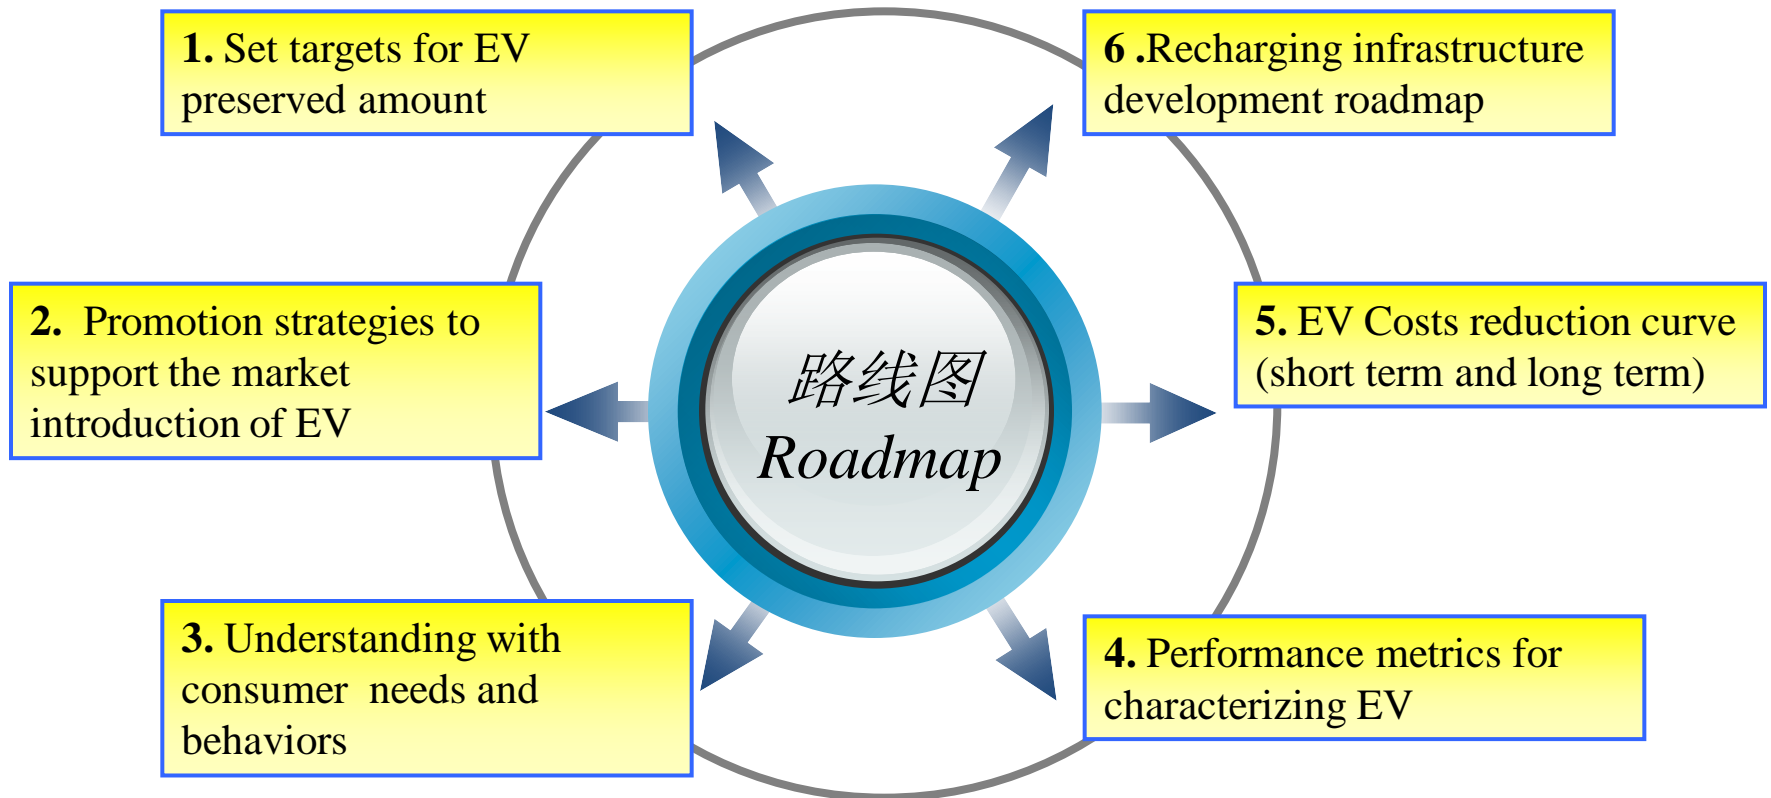 1. Set targets for EV
preserved amount
2. Promotion strategies to
support the market
introduction of EV
3. Understanding with
consumer needs and
behaviors
路线图
Roadmap
6 .Recharging infrastructure
development roadmap
5. EV Costs reduction curve
(short term and long term)
4. Performance metrics for
characterizing EV